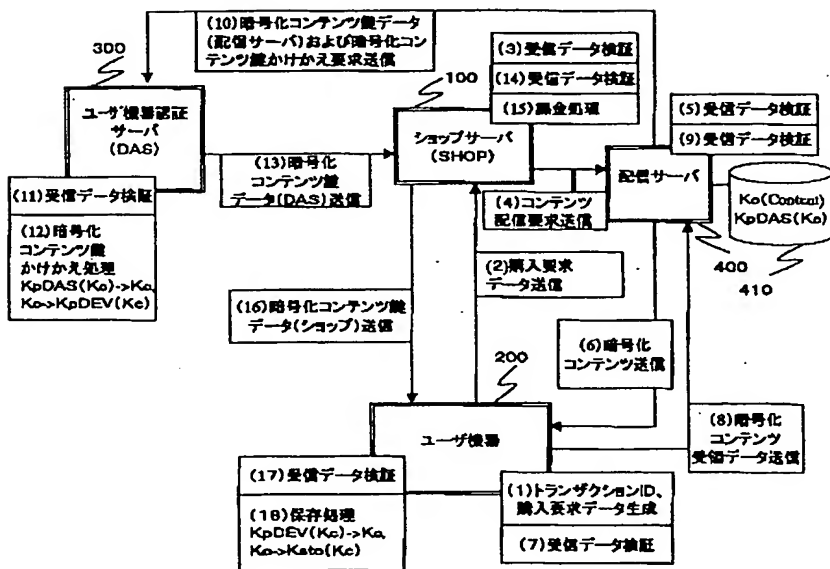 (10)暗号化コンテンツ鍵データ
(配信サーバ)および暗号化コン
テンツ鍵かけかえ要求送信
300
ユーザ機器認証
サーバ
(DAS)
(11)受信データ検証
(12)暗号化
コンテンツ鍵
かけかえ処理
KpDAS(Kc)->Kc,
Kc->KpDEV(Kc)
(13)暗号化
コンテンツ鍵
データ(DAS)送信
100
ショップサーバ
(SHOP)
(3)受信データ検証
(14)受信データ検証
(15)課金処理
(4)コンテンツ
配信要求送信
配信サーバ
(5)受信データ検証
(9)受信データ検証
Kc(Content)
KpDAS(Kc)
400
410
(2)購入要求
データ送信
(16)暗号化コンテンツ鍵
データ(ショップ)送信
(6)暗号化
コンテンツ送信
(8)暗号化
コンテンツ
受領データ送信
200
ユーザ機器
(17)受信データ検証
(18)保存処理
KpDEV(Kc)->Kc,
Kc->Ksto(Kc)
(1)トランザクションID、
購入要求データ生成
(7)受信データ検証